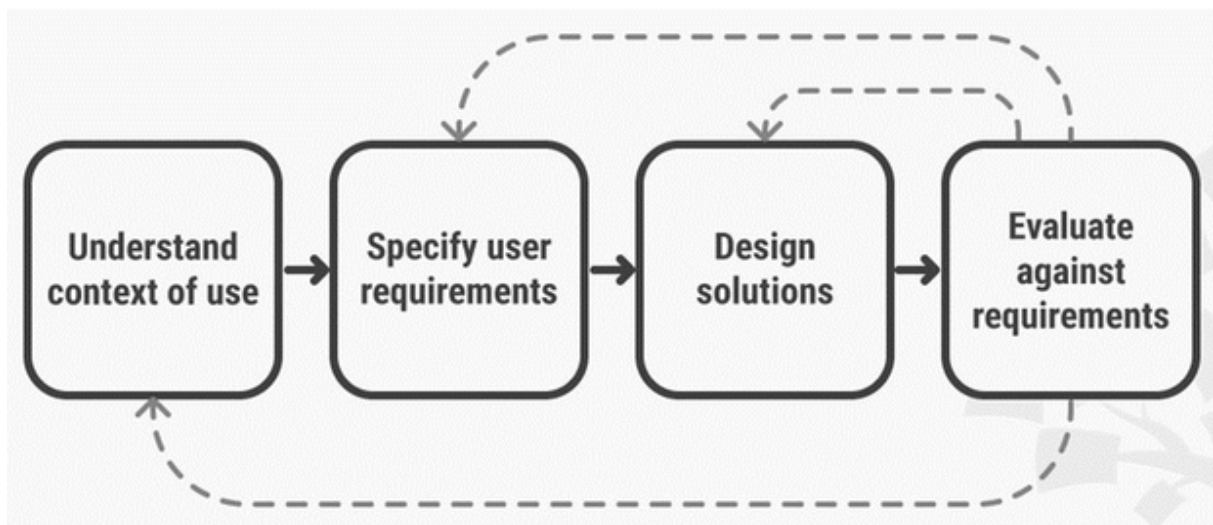 Understand
context of use
Specify user
requirements
Design
solutions
Evaluate
against
requirements